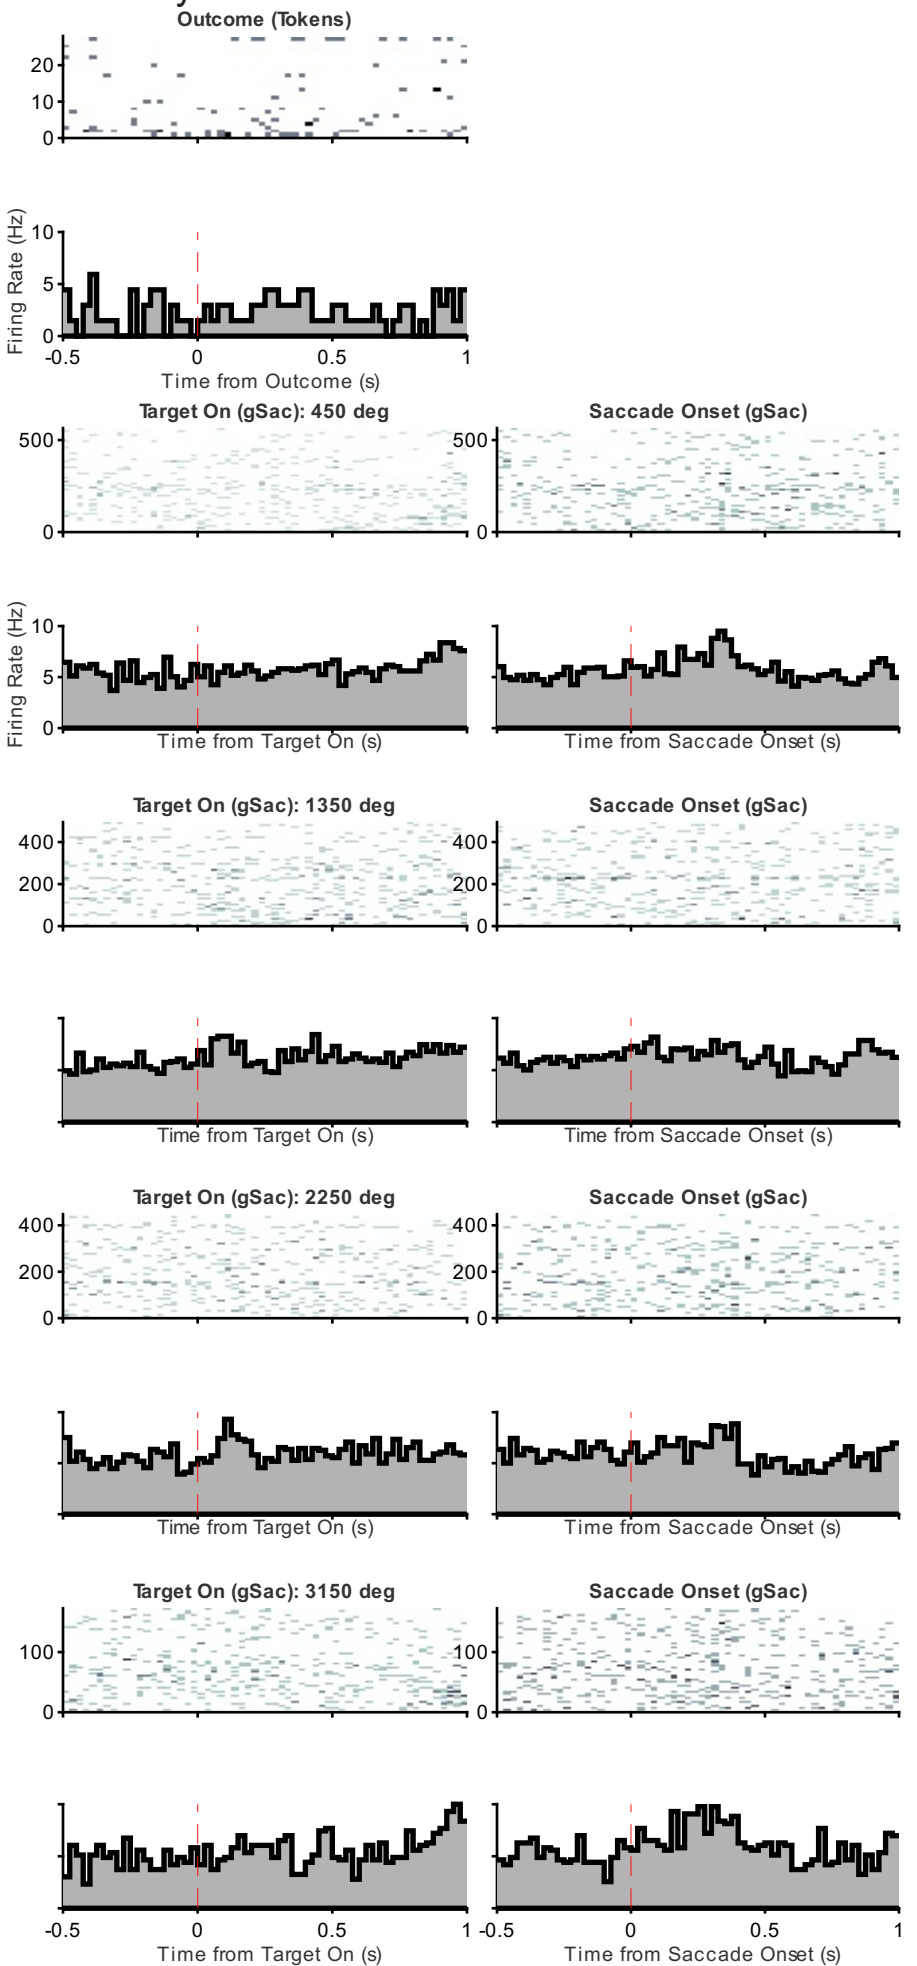 Outcome (Tokens)
20
10
0
Firing Rate (Hz)
10
5
0
-0.5 0 0.5 1
Time from Outcome (s)
Target On (gSac): 450 deg Saccade Onset (gSac)
500 500
0 0
Firing Rate (Hz)
10
5
0
Time from Target On (s) Time from Saccade Onset (s)
Target On (gSac): 1350 deg Saccade Onset (gSac)
400 400
200 200
0 0
Time from Target On (s) Time from Saccade Onset (s)
Target On (gSac): 2250 deg Saccade Onset (gSac)
400 400
200 200
0 0
Time from Target On (s) Time from Saccade Onset (s)
Target On (gSac): 3150 deg Saccade Onset (gSac)
100 100
0 0
-0.5 0 0.5 1 -0.5 0 0.5 1
Time from Target On (s) Time from Saccade Onset (s)